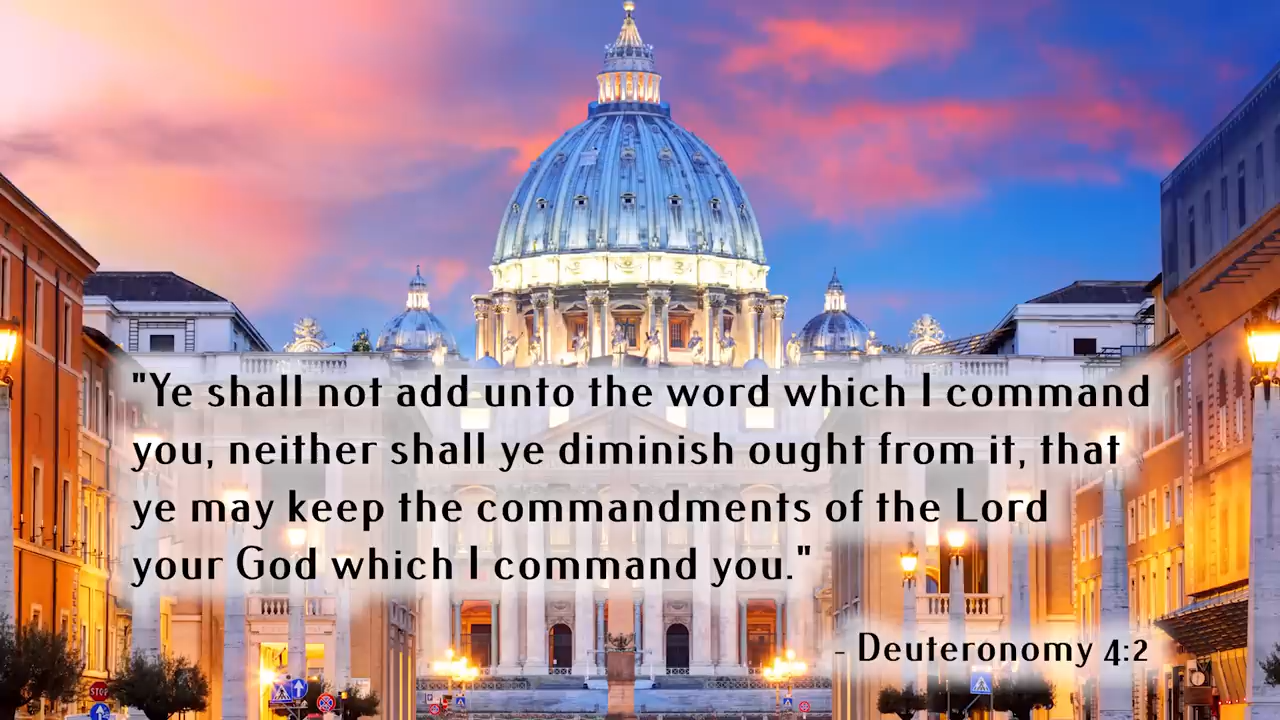 "Ye shall not add unto the word which I command
you, neither shall ye diminish ought from it, that
ye may keep the commandments of the Lord
your God which I command you."
- Deuteronomy 4:2
STOP